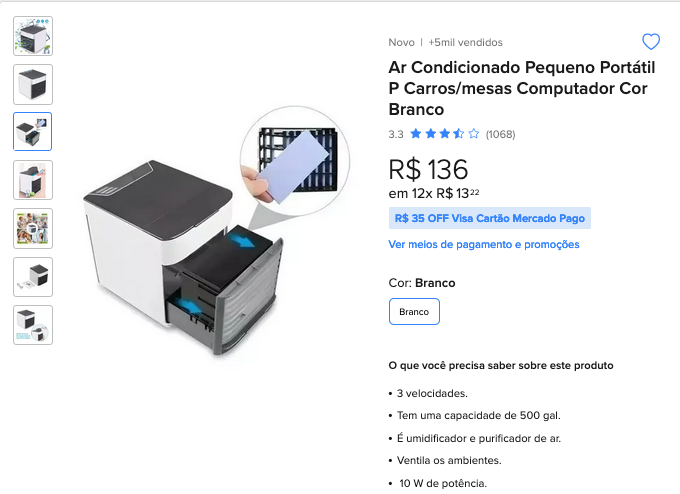 Novo | +5mil vendidos
Ar Condicionado Pequeno Portátil
P Carros/mesas Computador Cor
Branco
3.3 (1068)
R$ 136
em 12x R$ 13 22
R$ 35 OFF Visa Cartão Mercado Pago
Ver meios de pagamento e promoções
Cor: Branco
Branco
O que você precisa saber sobre este produto
• 3 velocidades.
• Tem uma capacidade de 500 gal.
• É umidificador e purificador de ar.
• Ventila os ambientes.
• 10 W de potência.